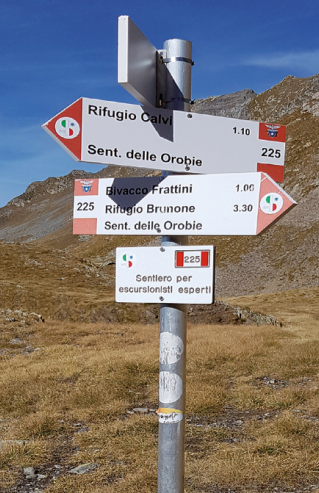 Rifugio Calvi 1.10
Sent. delle Orobie 225
Bivacco Frattini 1.00
225 Rifugio Brunone 3.30
Sent. delle Orobie
225
Sentiero per
escursionisti esperti